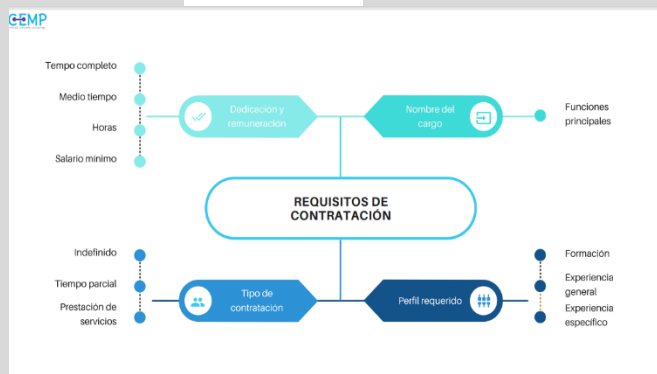 CEMP
Tempo completo
Medio tiempo
Horas
Salario mínimo
Dedicación y
remuneración
Nombre del
cargo
Funciones
principales
REQUISITOS DE
CONTRATACIÓN
Indefinido
Tiempo parcial
Prestación de
servicios
Tipo de
contratación
Perfil requerido
Formación
Experiencia
general
Experiencia
específico